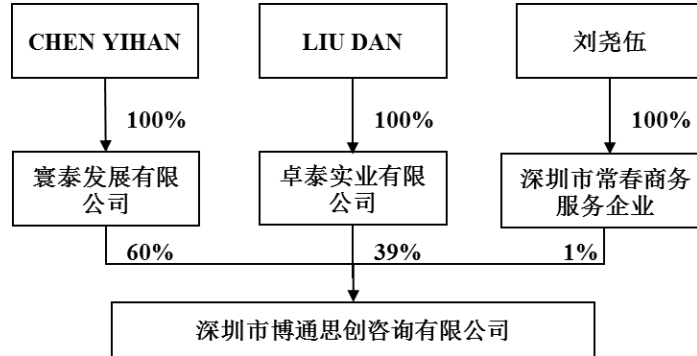 CHEN YIHAN
LIU DAN
刘尧伍
100%
100%
100%
寰泰发展有限
公司
卓泰实业有限
公司
深圳市常春商务
服务企业
60%
39%
1%
深圳市博通思创咨询有限公司